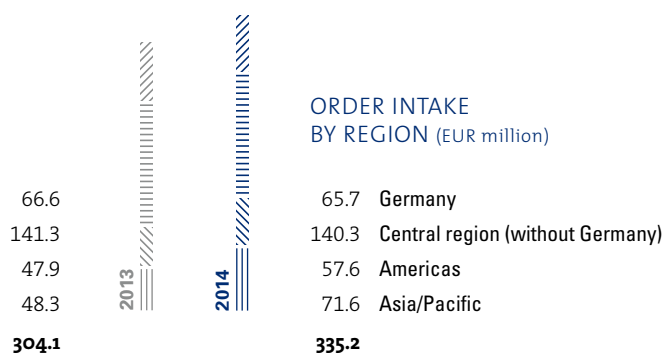 ORDER INTAKE
BY REGION (EUR million)
66.6 65.7 Germany
141.3 140.3 Central region (without Germany)
47.9 57.6 Americas
48.3 2013 2014 71.6 Asia/Pacific
304.1 335.2